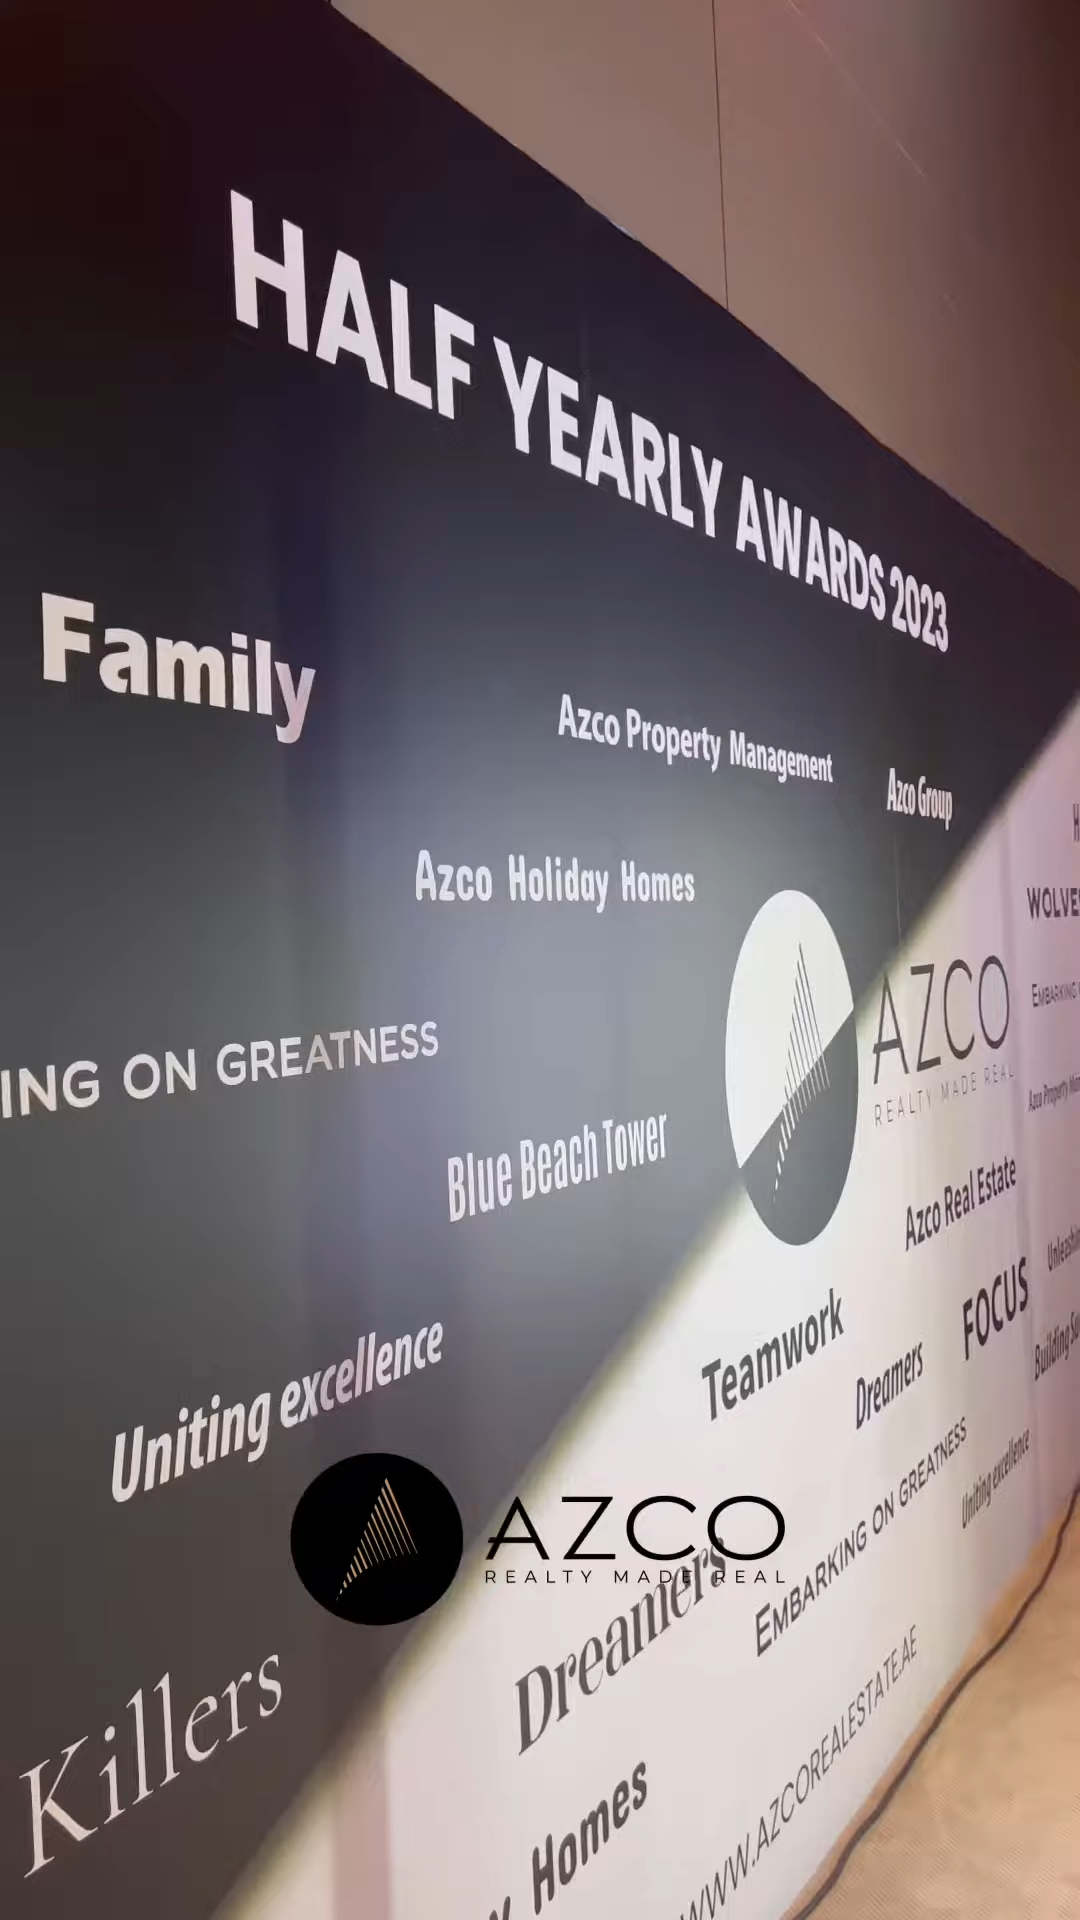 HALF YEARLY AWARDS 2023
Family
Azco Property Management
Azco Group
Azco Holiday Homes
WOLVES
AZCO
REALTY MADE REAL
EMBARKING
ING ON GREATNESS
Azco Property
Blue Beach Tower
Azco Real Estate
FOCUS
Teamwork
Dreamers
Uniting excellence
EMBARKING ON GREATNESS
Uniting excellence
AZCO
REALTY MADE REAL
Dreamers
Killers
Homes
WWW.AZCOREALESTATE.AE